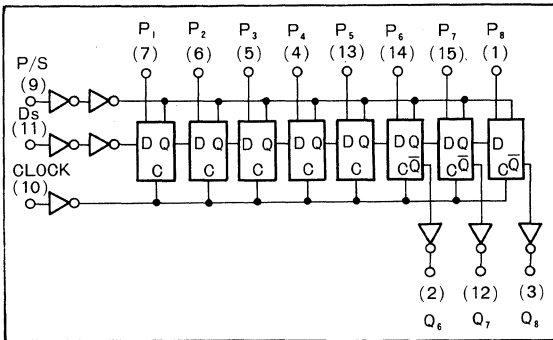 P₁ P₂ P₃ P₄ P₅ P₆ P₇ P₈
(7) (6) (5) (4) (13) (14) (15) (1)
P/S
(9)
Ds
(11)
CLOCK
(10)
D Q D Q D Q D Q D Q D Q D Q D
C C C C C C Q̅ C Q̅ C Q̅
(2) (12) (3)
Q₆ Q₇ Q₈